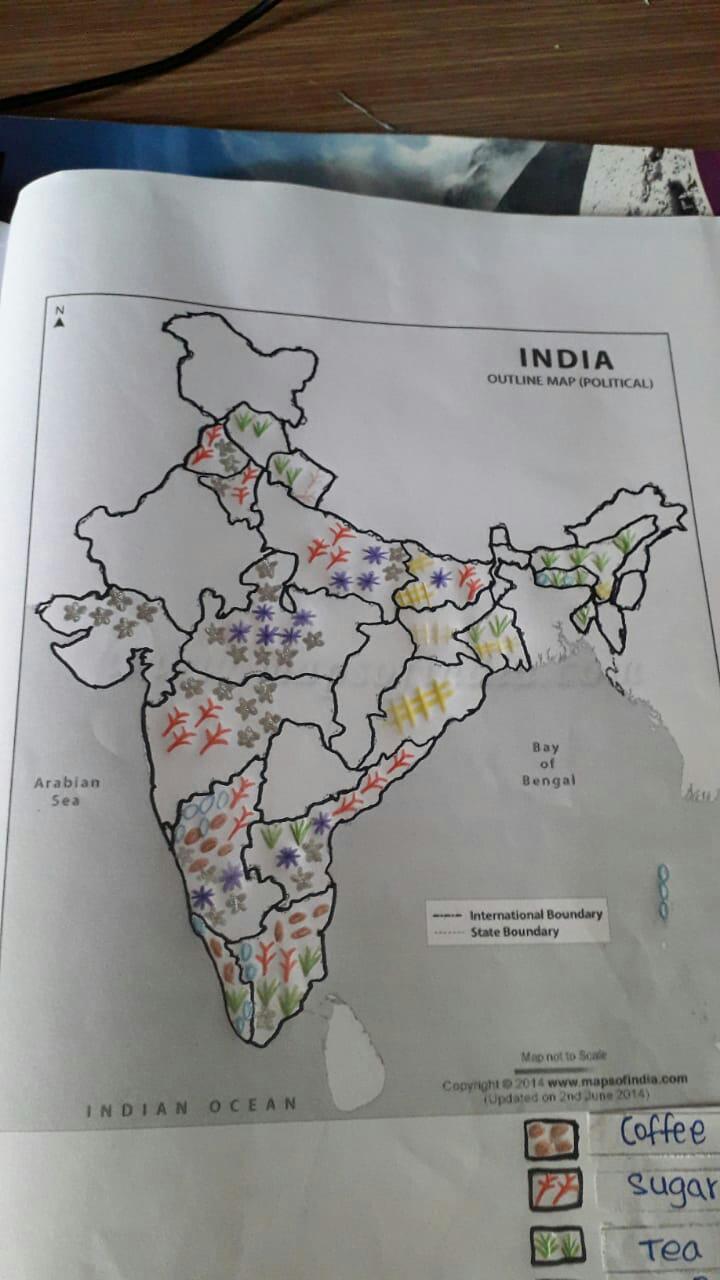 N
INDIA
OUTLINE MAP (POLITICAL)
Arabian
Sea
Bay
of
Bengal
International Boundary
State Boundary
Map not to Scale
Copyright © 2014 www.mapsofindia.com
(Updated on 2nd June 2014)
INDIAN OCEAN
Coffee
Sugar
Tea